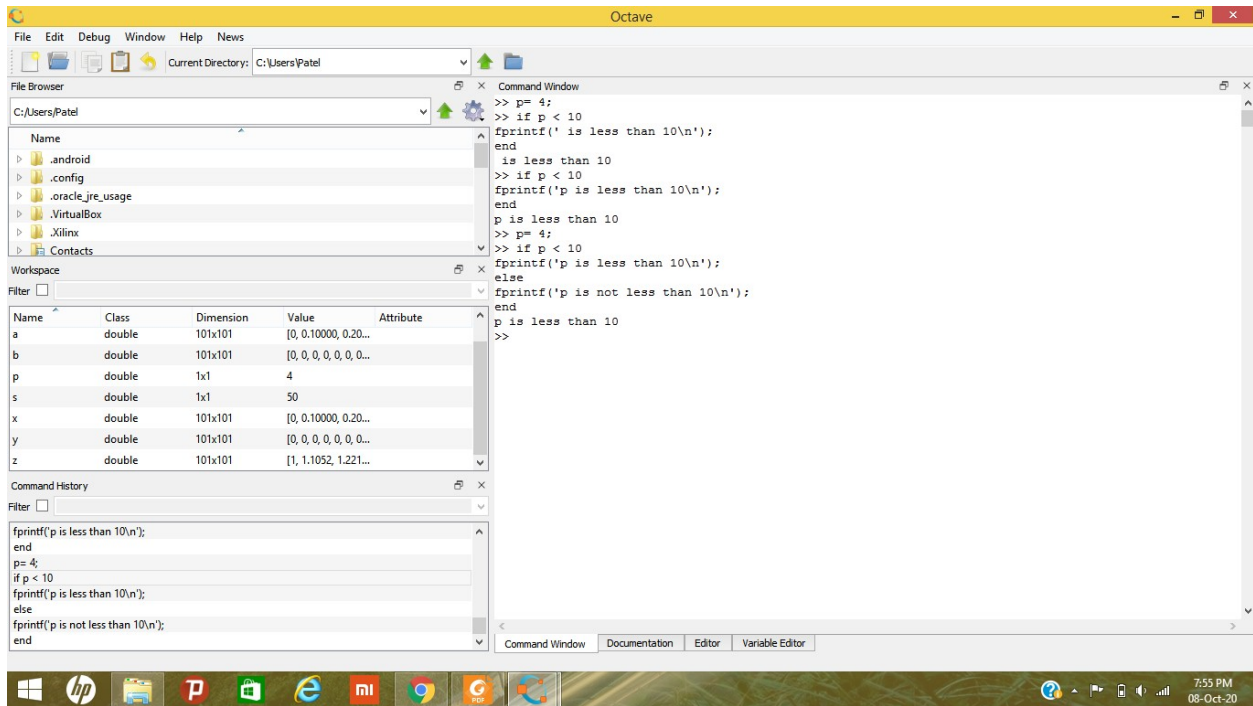 Octave
File Edit Debug Window Help News
Current Directory: C:\Users\Patel
File Browser
C:/Users/Patel
Name
.android
.config
.oracle_jre_usage
.VirtualBox
.Xilinx
Contacts
Workspace
Filter
Name Class Dimension Value Attribute
a double 101x101 [0, 0.10000, 0.20...
b double 101x101 [0, 0, 0, 0, 0, 0, 0...
p double 1x1 4
s double 1x1 50
x double 101x101 [0, 0.10000, 0.20...
y double 101x101 [0, 0, 0, 0, 0, 0, 0...
z double 101x101 [1, 1.1052, 1.221...
Command History
Filter
fprintf('p is less than 10\n');
end
p= 4;
if p < 10
fprintf('p is less than 10\n');
else
fprintf('p is not less than 10\n');
end
Command Window
>> p= 4;
>> if p < 10
fprintf(' is less than 10\n');
end
 is less than 10
>> if p < 10
fprintf('p is less than 10\n');
end
p is less than 10
>> p= 4;
>> if p < 10
fprintf('p is less than 10\n');
else
fprintf('p is not less than 10\n');
end
p is less than 10
>>
Command Window Documentation Editor Variable Editor
hp
mi
PDF
7:55 PM
08-Oct-20